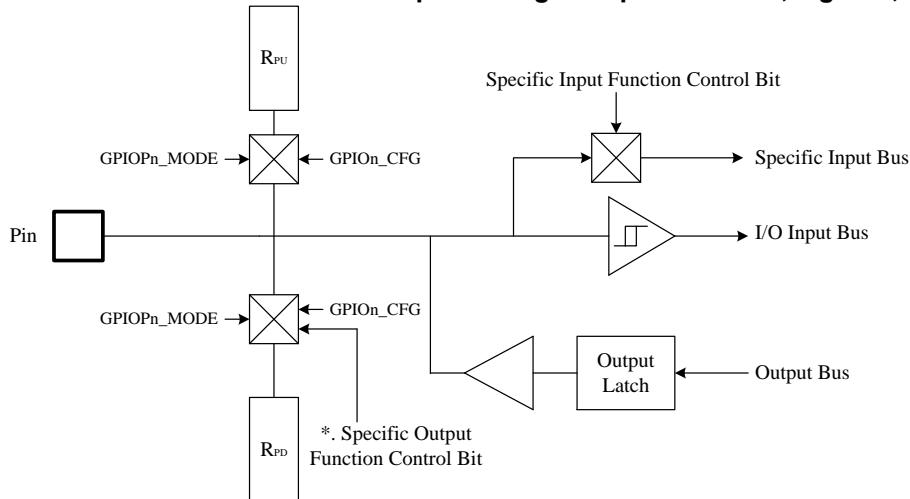 RPU
Specific Input Function Control Bit
GPIOPn_MODE
GPIOn_CFG
Specific Input Bus
Pin
I/O Input Bus
GPIOPn_MODE
GPIOn_CFG
Output
Latch
Output Bus
RPD
*. Specific Output
Function Control Bit